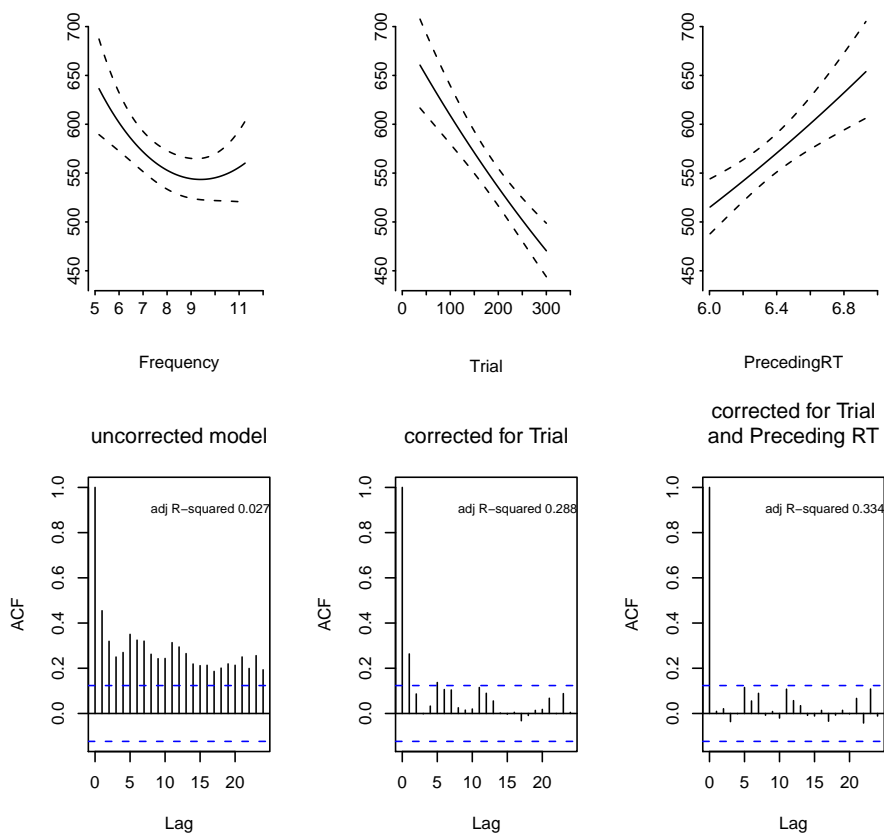 450 500 550 600 650 700
5 6 7 8 9 11
Frequency
450 500 550 600 650 700
0 100 200 300
Trial
450 500 550 600 650 700
6.0 6.4 6.8
PrecedingRT
uncorrected model
adj R−squared 0.027
0.0 0.2 0.4 0.6 0.8 1.0
ACF
0 5 10 15 20
Lag
corrected for Trial
adj R−squared 0.288
0.0 0.2 0.4 0.6 0.8 1.0
ACF
0 5 10 15 20
Lag
corrected for Trial
and Preceding RT
adj R−squared 0.334
0.0 0.2 0.4 0.6 0.8 1.0
ACF
0 5 10 15 20
Lag